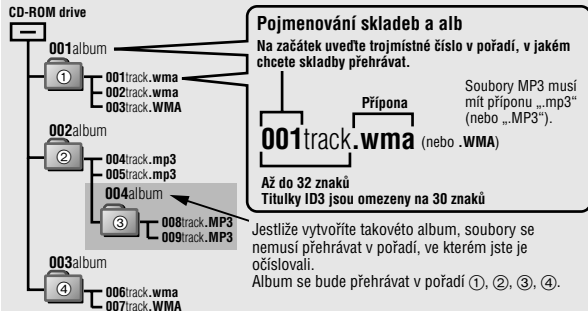 CD-ROM drive
001album
①
001track.wma
002track.wma
003track.WMA
002album
②
004track.mp3
005track.mp3
004album
③
008track.MP3
009track.MP3
003album
④
006track.wma
007track.WMA
Pojmenování skladeb a alb
Na začátek uveďte trojmístné číslo v pořadí, v jakém
chcete skladby přehrávat.
Přípona
001track.wma (nebo .WMA)
Soubory MP3 musí
mít příponu „.mp3“
(nebo „.MP3“).
Až do 32 znaků
Titulky ID3 jsou omezeny na 30 znaků
Jestliže vytvoříte takovéto album, soubory se
nemusí přehrávat v pořadí, ve kterém jste je
očíslovali.
Album se bude přehrávat v pořadí ①, ②, ③, ④.